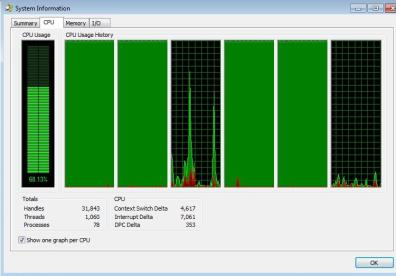 System Information
Summary CPU Memory I/O
CPU Usage CPU Usage History
68.13%
Totals CPU
Handles 31,843 Context Switch Delta 4,617
Threads 1,060 Interrupt Delta 7,061
Processes 78 DPC Delta 353
Show one graph per CPU
OK